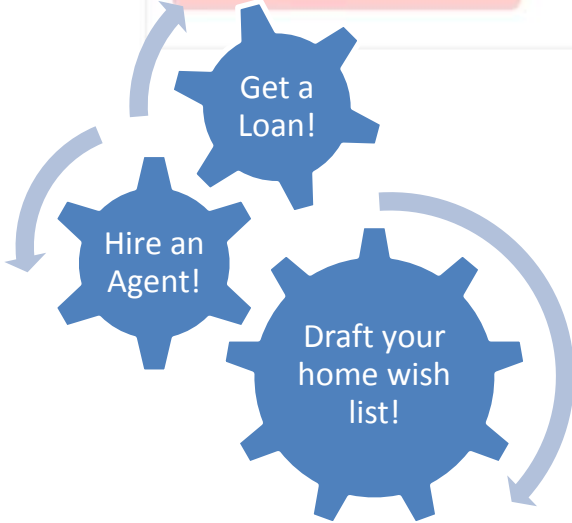 Get a
Loan!
Hire an
Agent!
Draft your
home wish
list!